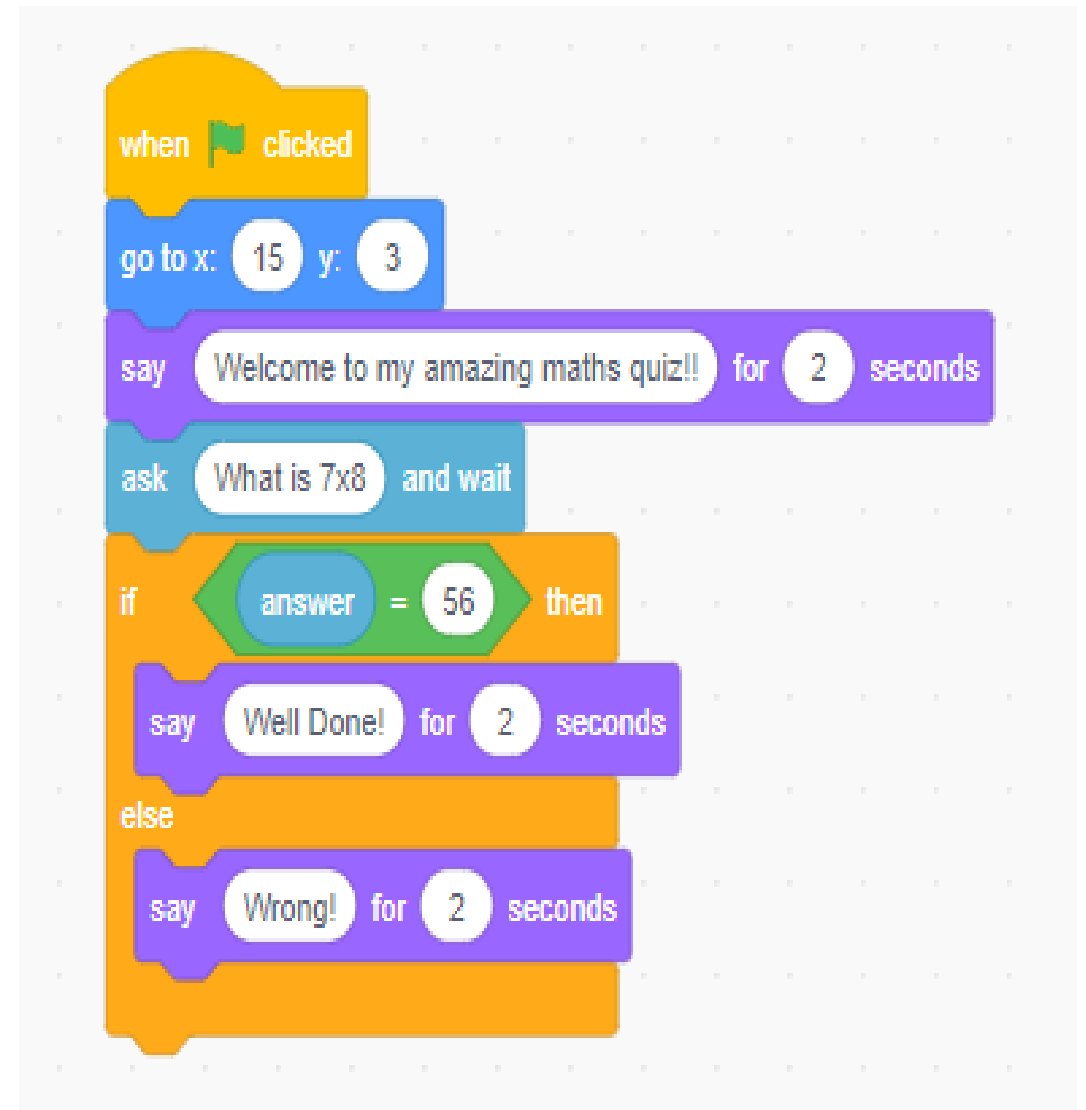 when clicked
go to x: 15 y: 3
say Welcome to my amazing maths quiz!! for 2 seconds
ask What is 7x8 and wait
if answer = 56 then
say Well Done! for 2 seconds
else
say Wrong! for 2 seconds